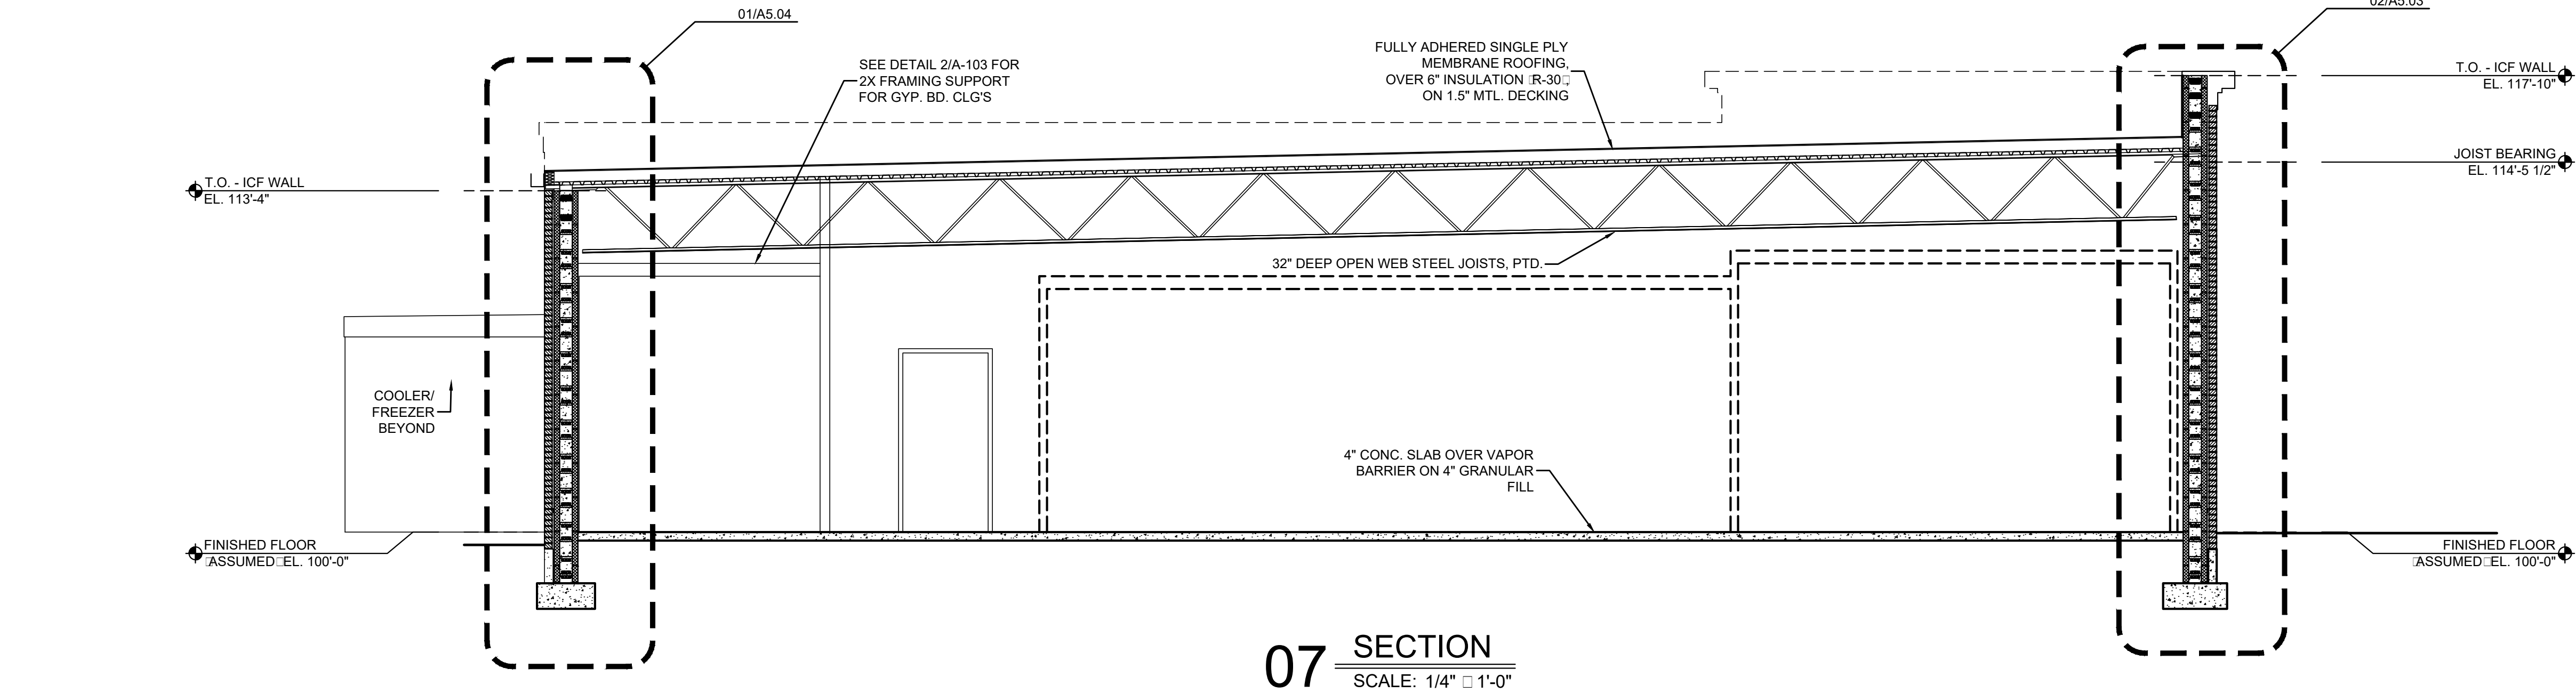 01/A5.04
02/A5.03
SEE DETAIL 2/A-103 FOR
2X FRAMING SUPPORT
FOR GYP. BD. CLG'S
FULLY ADHERED SINGLE PLY
MEMBRANE ROOFING,
OVER 6" INSULATION □R-30□
ON 1.5" MTL. DECKING
T.O. - ICF WALL
EL. 117'-10"
JOIST BEARING
EL. 114'-5 1/2"
T.O. - ICF WALL
EL. 113'-4"
32" DEEP OPEN WEB STEEL JOISTS, PTD.
COOLER/
FREEZER
BEYOND
4" CONC. SLAB OVER VAPOR
BARRIER ON 4" GRANULAR
FILL
FINISHED FLOOR
□ASSUMED□EL. 100'-0"
FINISHED FLOOR
□ASSUMED□EL. 100'-0"
07 SECTION
SCALE: 1/4" □ 1'-0"